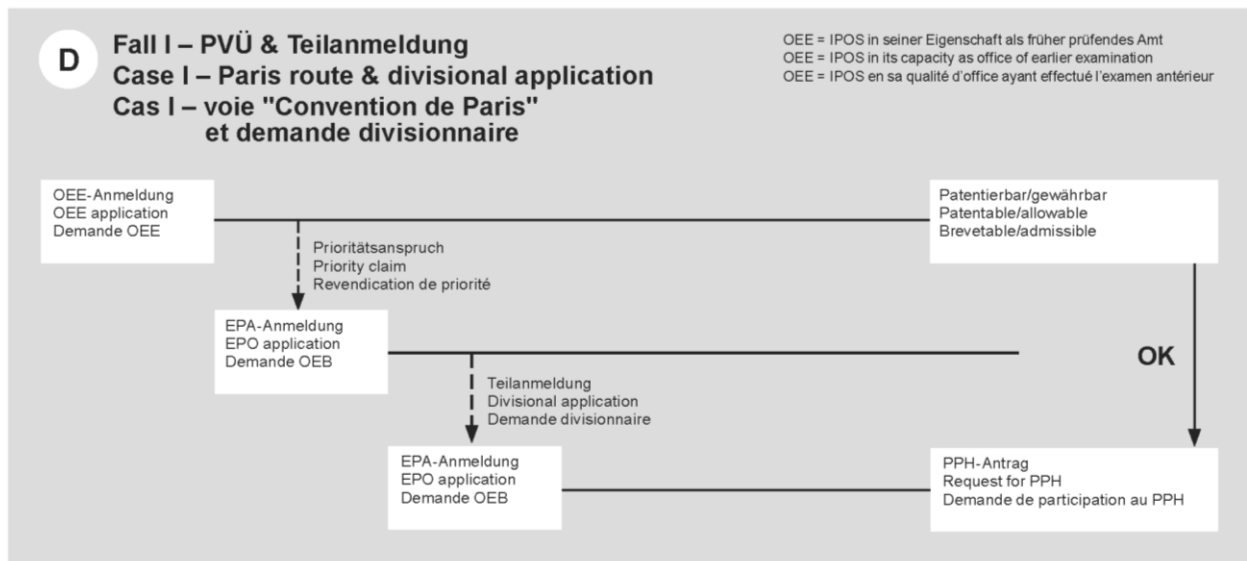 D
Fall I – PVÜ & Teilanmeldung
Case I – Paris route & divisional application
Cas I – voie "Convention de Paris"
et demande divisionnaire
OEE = IPOS in seiner Eigenschaft als früher prüfendes Amt
OEE = IPOS in its capacity as office of earlier examination
OEE = IPOS en sa qualité d'office ayant effectué l'examen antérieur
OEE-Anmeldung
OEE application
Demande OEE
Patentierbar/gewährbar
Patentable/allowable
Brevetable/admissible
Prioritätsanspruch
Priority claim
Revendication de priorité
EPA-Anmeldung
EPO application
Demande OEB
OK
Teilanmeldung
Divisional application
Demande divisionnaire
EPA-Anmeldung
EPO application
Demande OEB
PPH-Antrag
Request for PPH
Demande de participation au PPH